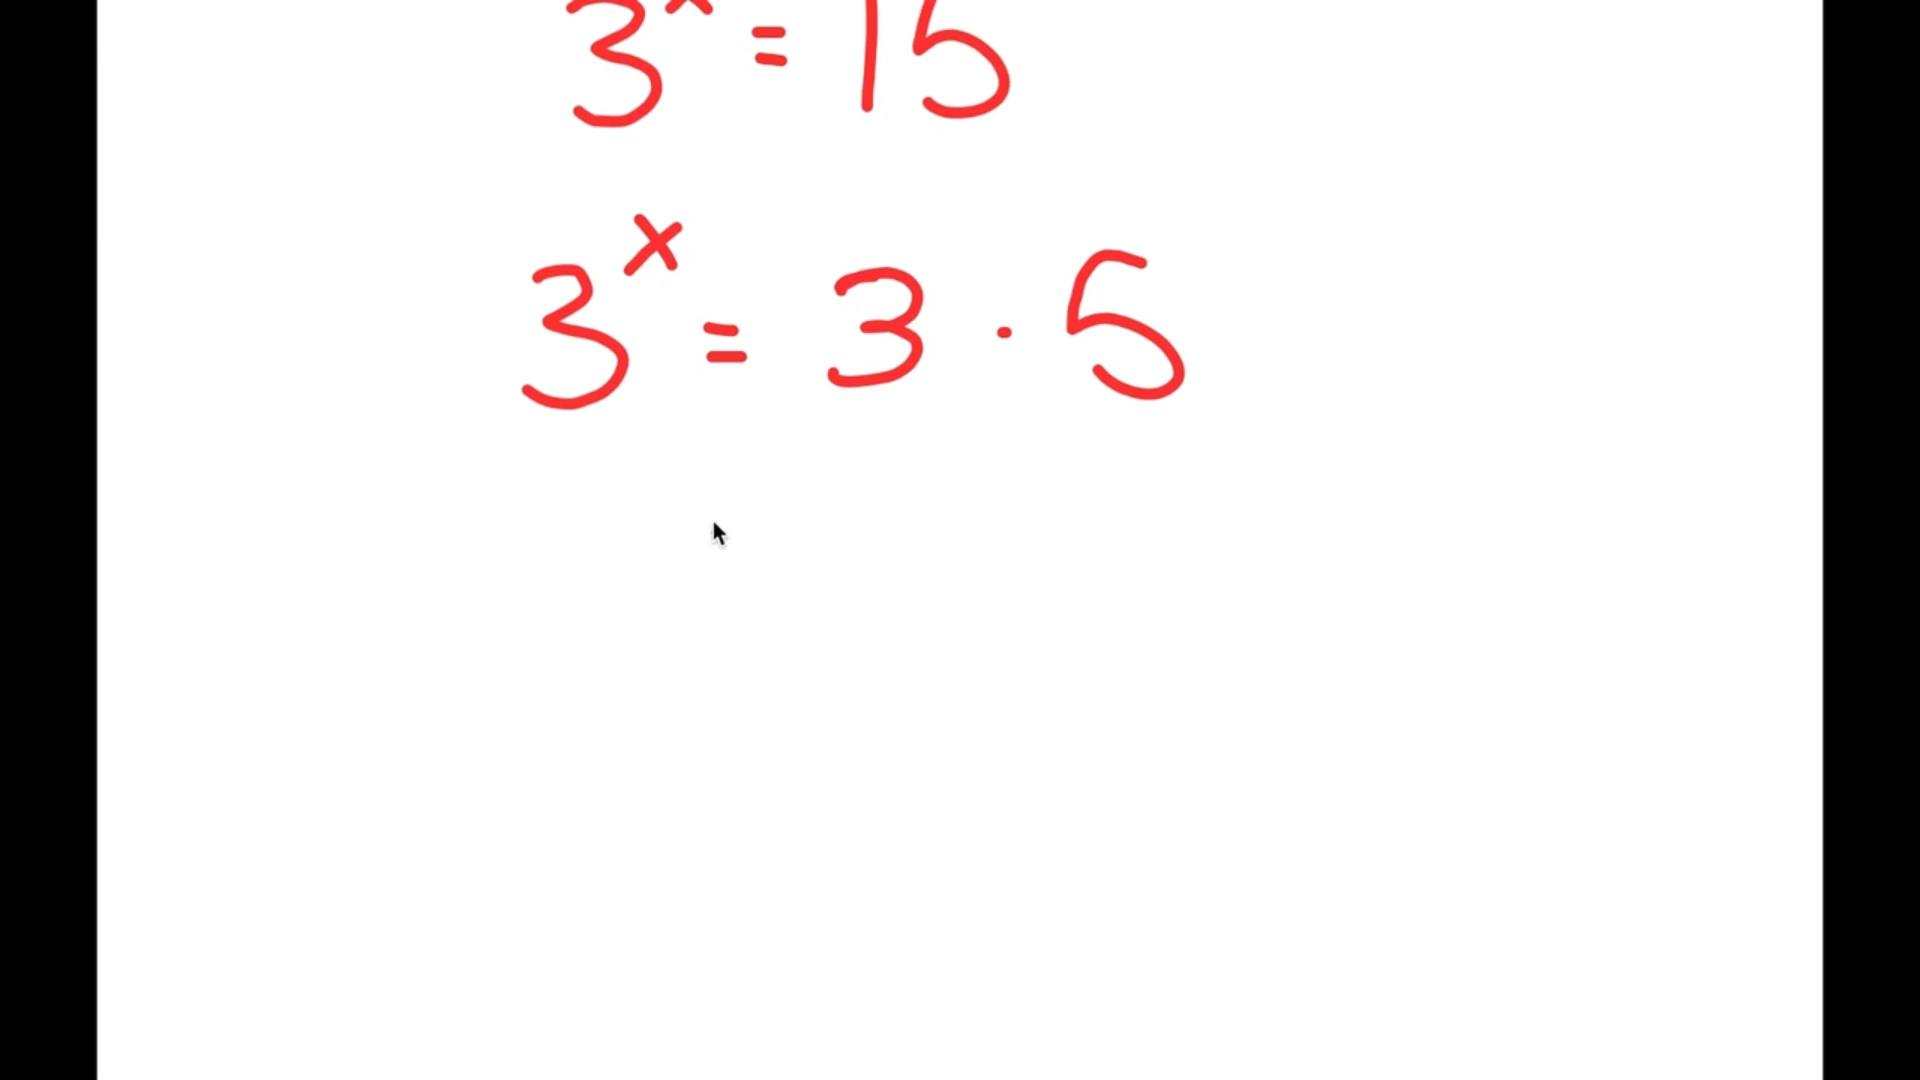 3^x = 15
3^x = 3 · 5